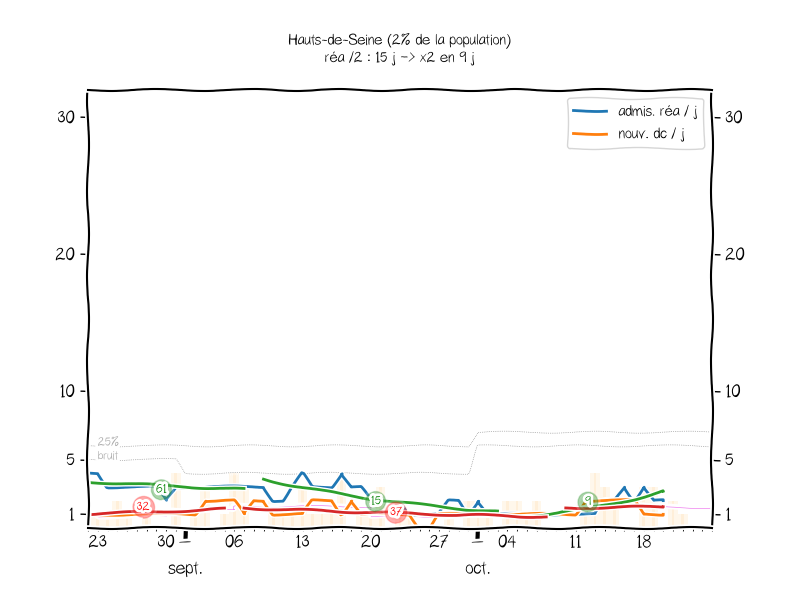 Hauts-de-Seine (2% de la population)
réa /2 : 15 j -> x2 en 9 j
admis. réa / j
nouv. dc / j
30
30
20
20
10
10
25%
bruit
5
5
61
32
15
37
9
1
1
23 30 06 13 20 27 04 11 18
sept. oct.